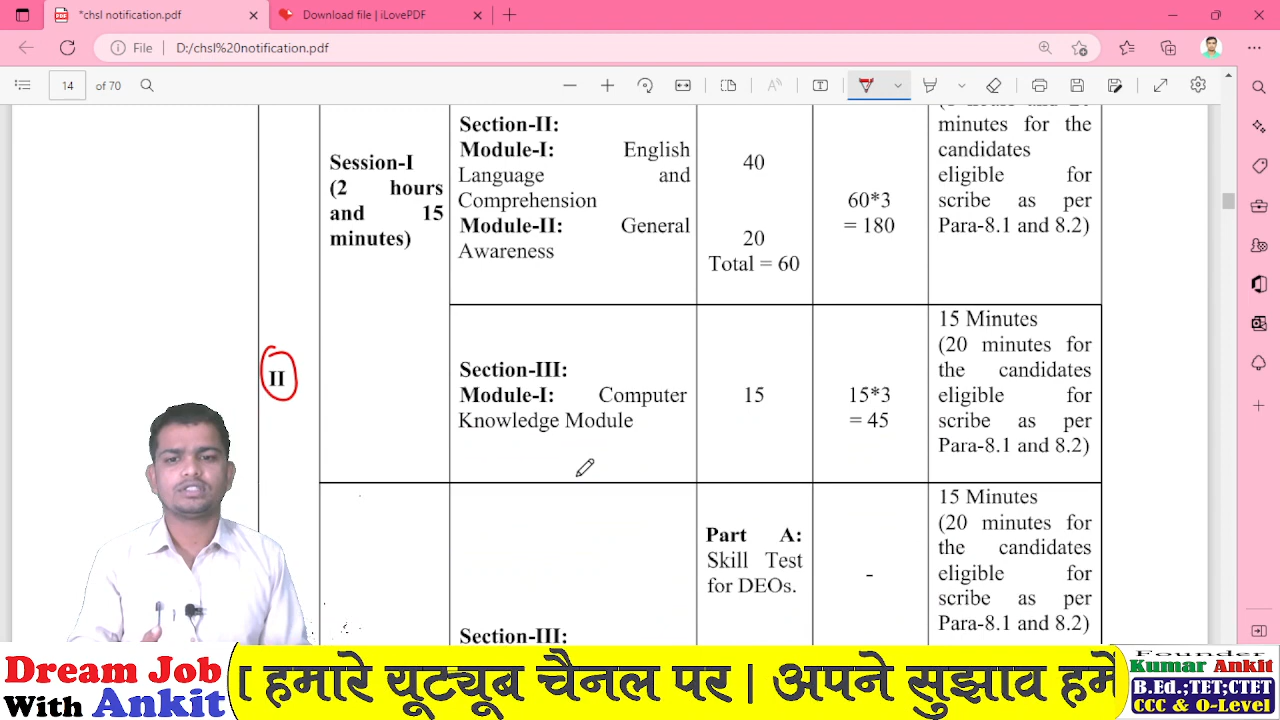 *chsl notification.pdf
Download file | iLovePDF
File D:/chsl%20notification.pdf
14 of 70
II
Session-I
(2 hours
and 15
minutes)
Section-II:
Module-I: English
Language and
Comprehension
Module-II: General
Awareness
40
20
Total = 60
60*3
= 180
minutes for the
candidates
eligible for
scribe as per
Para-8.1 and 8.2)
Section-III:
Module-I: Computer
Knowledge Module
15
15*3
= 45
15 Minutes
(20 minutes for
the candidates
eligible for
scribe as per
Para-8.1 and 8.2)
Section-III:
Part A:
Skill Test
for DEOs.
-
15 Minutes
(20 minutes for
the candidates
eligible for
scribe as per
Para-8.1 and 8.2)
Dream Job
With Ankit
हमारे यूट्यूब चैनल पर | अपने सुझाव हमें
Founder
Kumar Ankit
B.Ed.;TET;CTET
CCC & O-Level